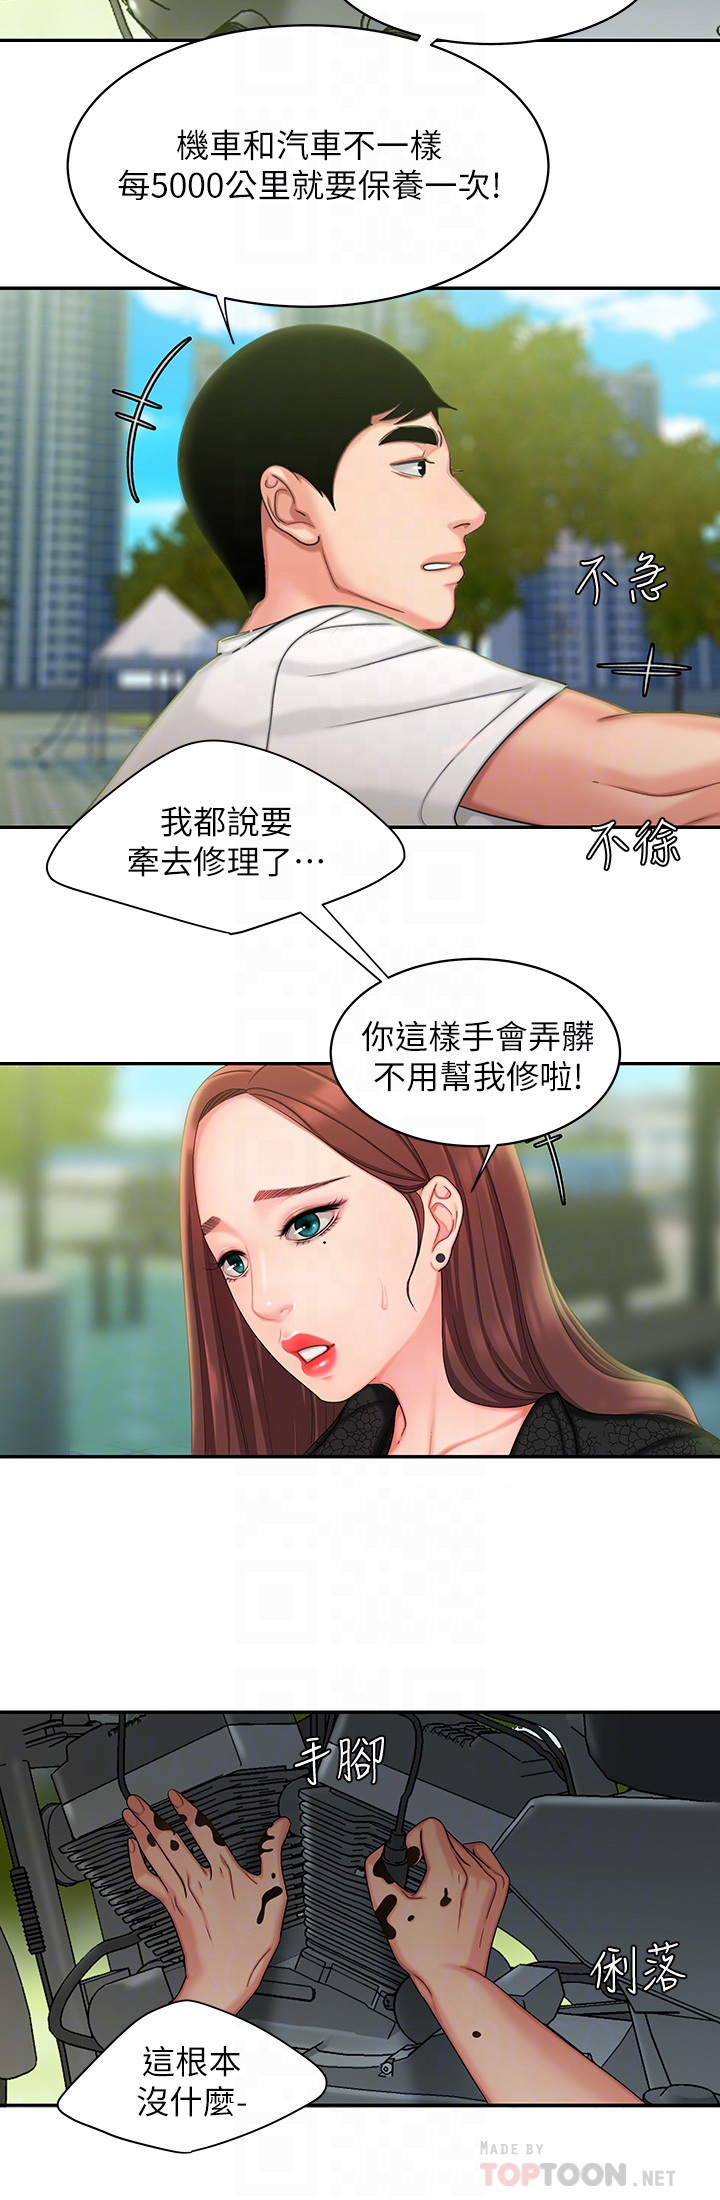 機車和汽車不一樣
每5000公里就要保養一次!
不急
不徐
我都說要
牽去修理了…
你這樣手會弄髒
不用幫我修啦!
手腳
俐落
這根本
沒什麼-
MADE BY
TOPTOON.NET